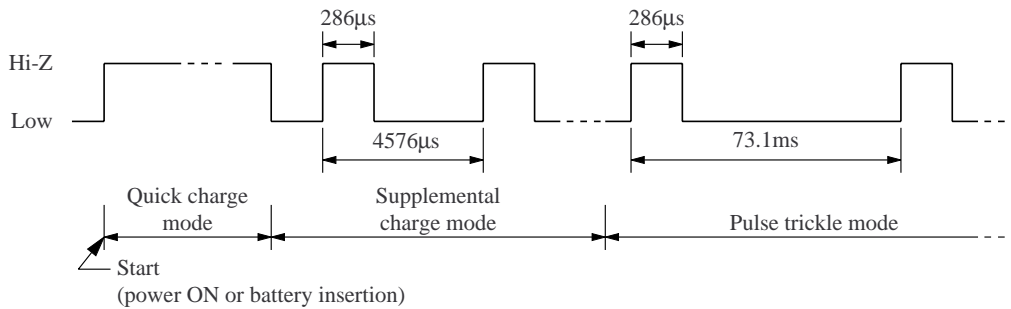 286μs
286μs
Hi-Z
Low
4576μs
73.1ms
Quick charge
mode
Supplemental
charge mode
Pulse trickle mode
Start
(power ON or battery insertion)